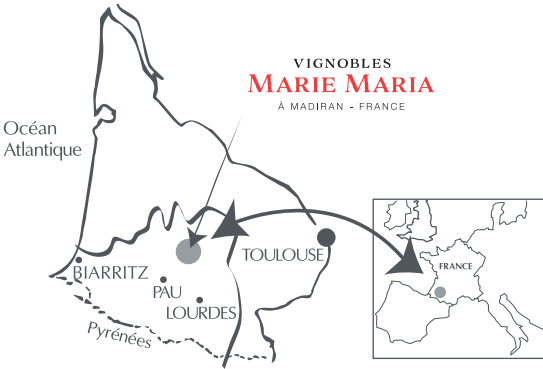 VIGNOBLES
MARIE MARIA
À MADIRAN - FRANCE
Océan
Atlantique
TOULOUSE
FRANCE
BIARRITZ
PAU
LOURDES
Pyrénées